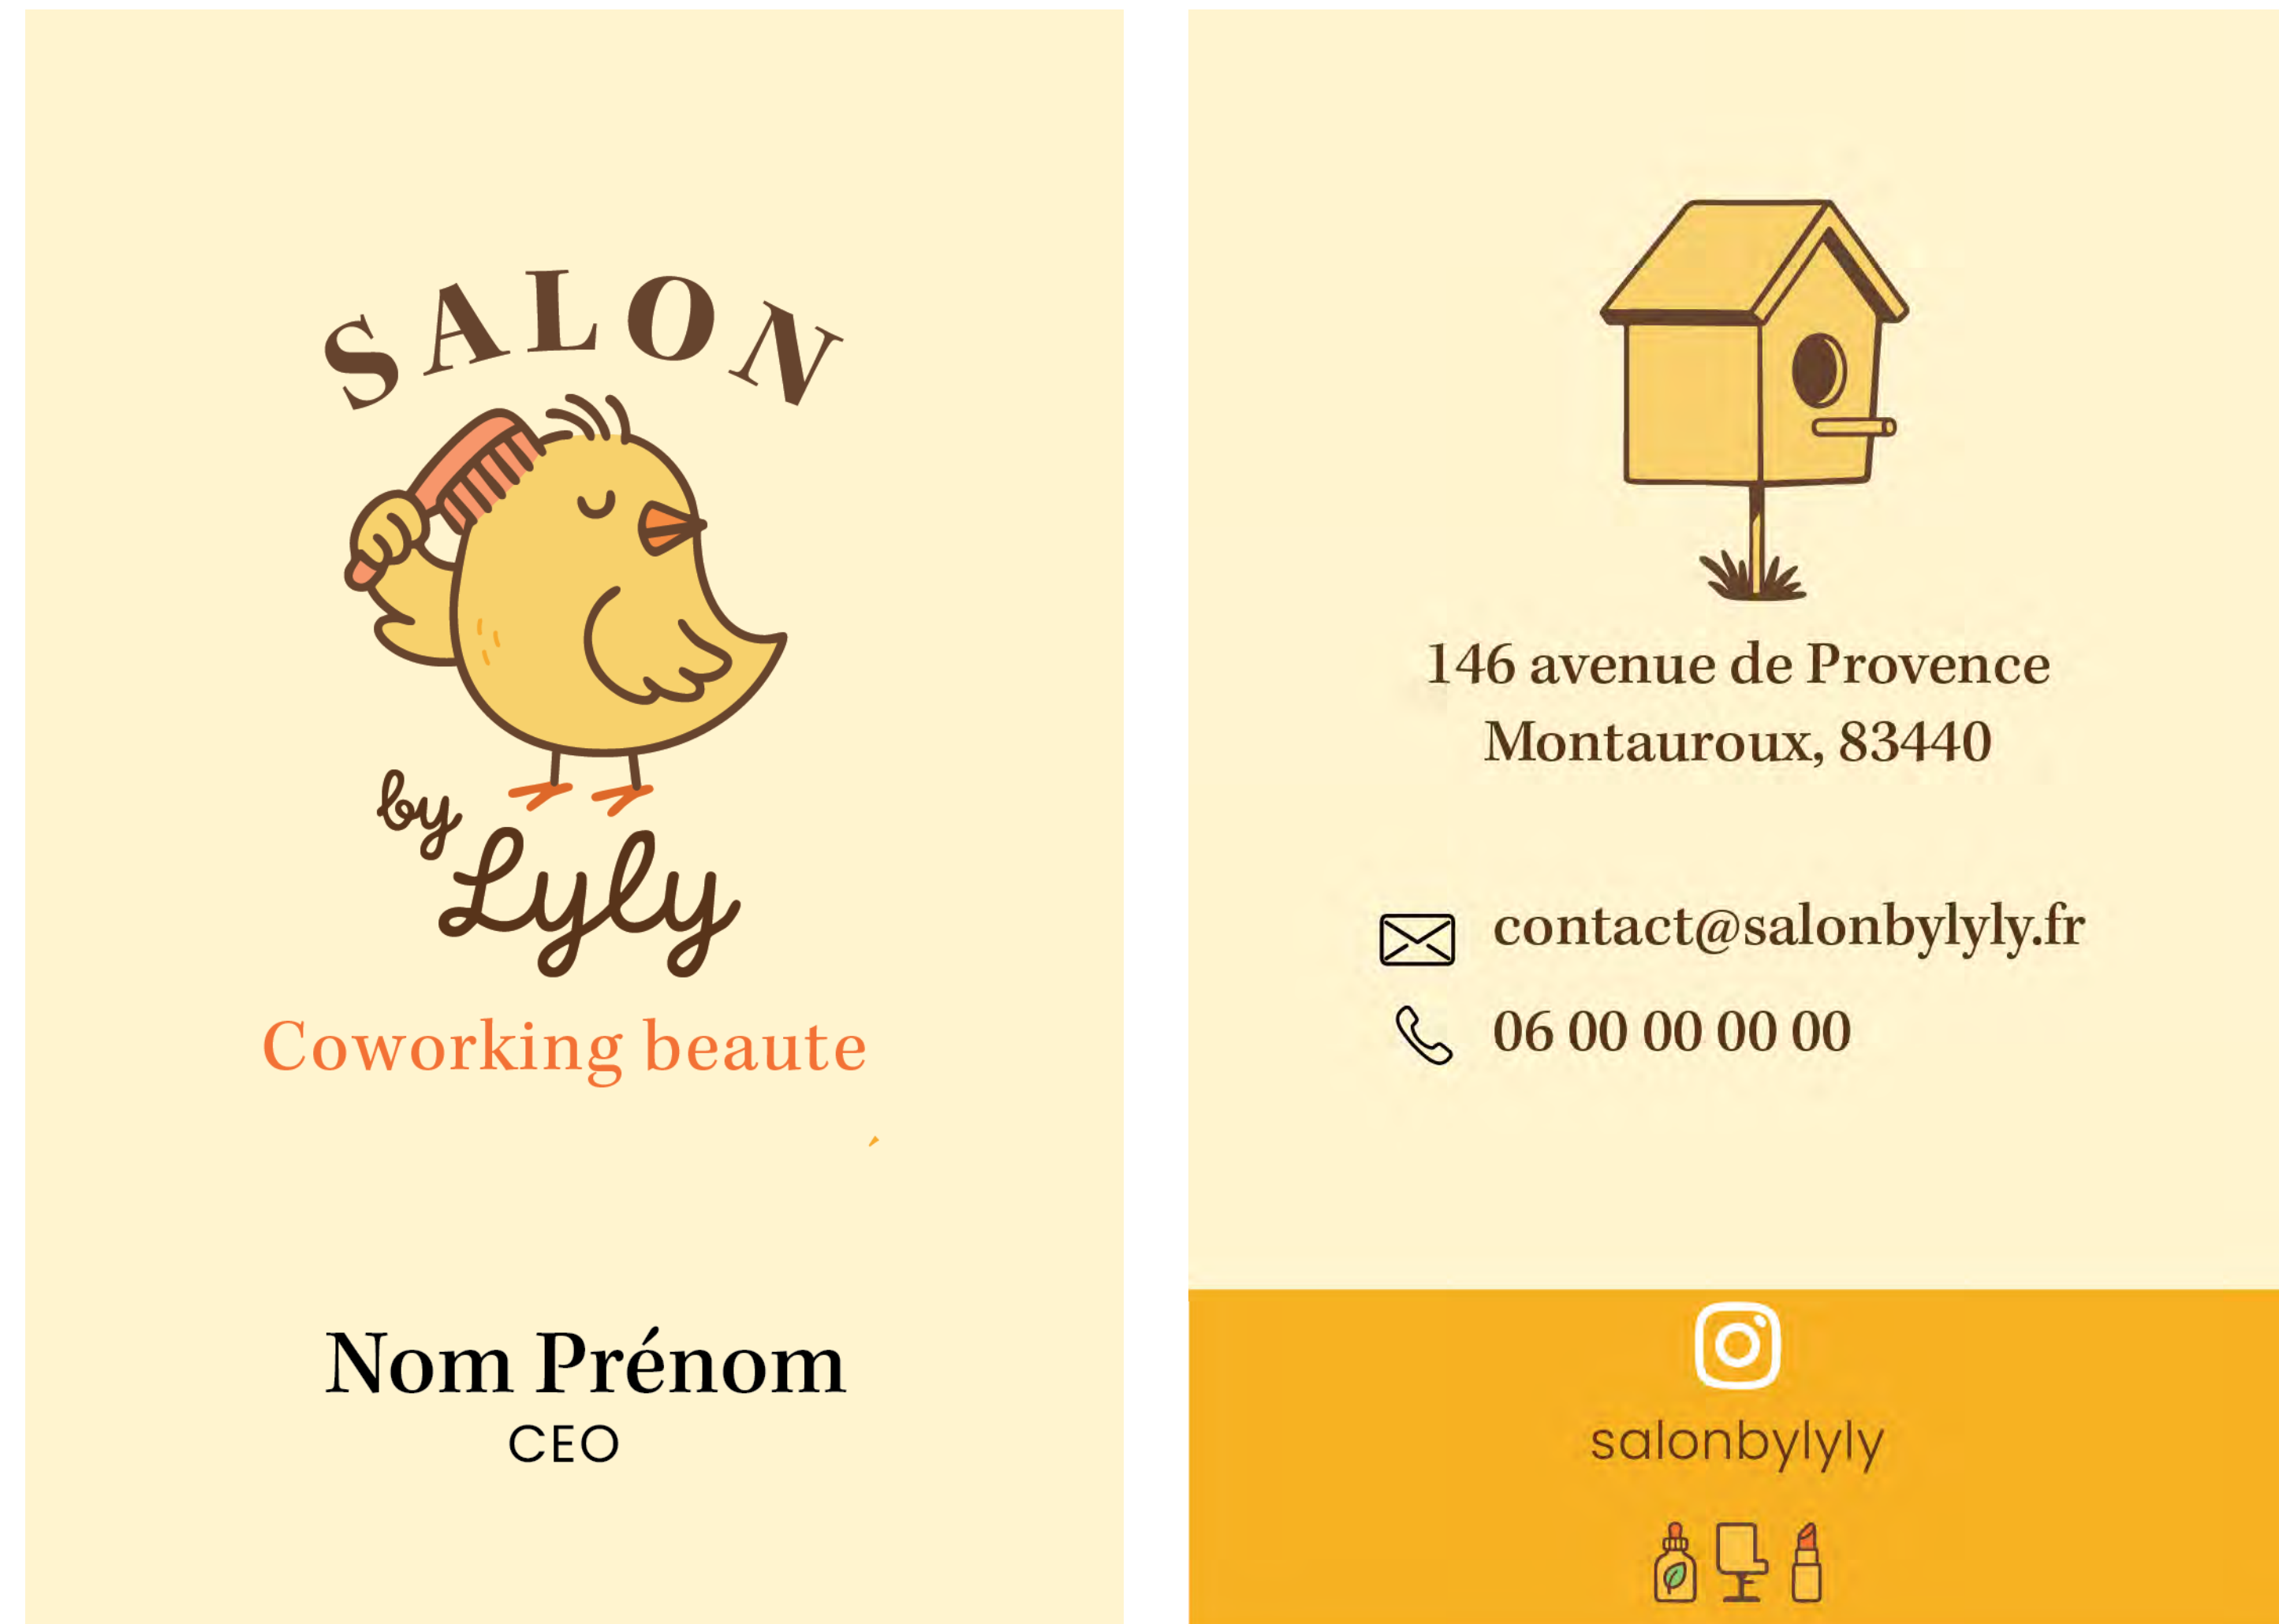 SALON
by
Lyly
Coworking beaute
Nom Prénom
CEO
146 avenue de Provence
Montauroux, 83440
contact@salonbylyly.fr
06 00 00 00 00
salonbylyly